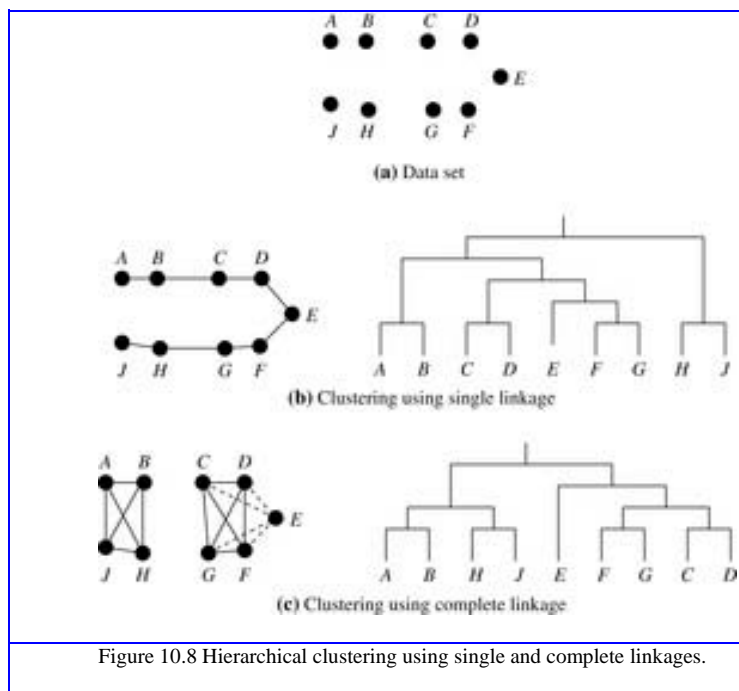 A B C D
E
J H G F
(a) Data set
A B C D
E
J H G F
A B C D E F G H J
(b) Clustering using single linkage
A B C D
E
J H G F
A B H J E F G C D
(c) Clustering using complete linkage
Figure 10.8 Hierarchical clustering using single and complete linkages.